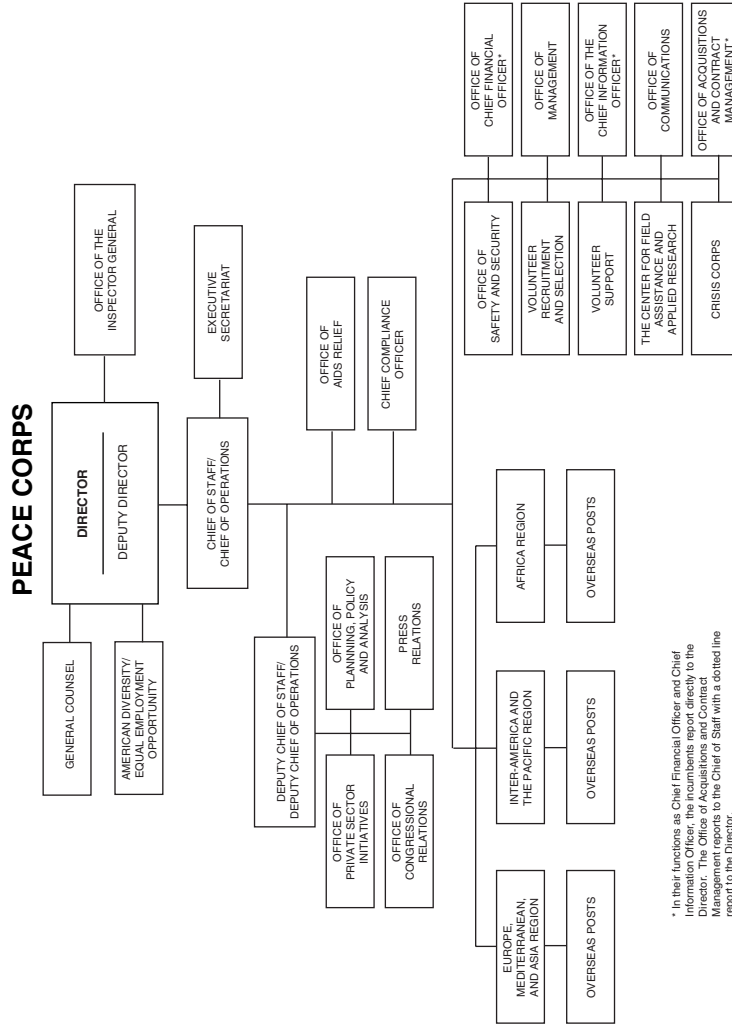 PEACE CORPS
GENERAL COUNSEL
AMERICAN DIVERSITY/
EQUAL EMPLOYMENT
OPPORTUNITY
DIRECTOR
DEPUTY DIRECTOR
OFFICE OF THE
INSPECTOR GENERAL
CHIEF OF STAFF/
CHIEF OF OPERATIONS
EXECUTIVE
SECRETARIAT
DEPUTY CHIEF OF STAFF/
DEPUTY CHIEF OF OPERATIONS
OFFICE OF
AIDS RELIEF
CHIEF COMPLIANCE
OFFICER
OFFICE OF
PRIVATE SECTOR
INITIATIVES
OFFICE OF
PLANNNING, POLICY
AND ANALYSIS
OFFICE OF
CONGRESSIONAL
RELATIONS
PRESS
RELATIONS
EUROPE,
MEDITERRANEAN,
AND ASIA REGION
INTER-AMERICA AND
THE PACIFIC REGION
AFRICA REGION
OVERSEAS POSTS
OVERSEAS POSTS
OVERSEAS POSTS
OFFICE OF
SAFETY AND SECURITY
OFFICE OF
CHIEF FINANCIAL
OFFICER*
VOLUNTEER
RECRUITMENT
AND SELECTION
OFFICE OF
MANAGEMENT
VOLUNTEER
SUPPORT
OFFICE OF THE
CHIEF INFORMATION
OFFICER*
THE CENTER FOR FIELD
ASSISTANCE AND
APPLIED RESEARCH
OFFICE OF
COMMUNICATIONS
CRISIS CORPS
OFFICE OF ACQUISITIONS
AND CONTRACT
MANAGEMENT*
* In their functions as Chief Financial Officer and Chief
Information Officer, the incumbents report directly to the
Director. The Office of Acquisitions and Contract
Management reports to the Chief of Staff with a dotted line
report to the Director.